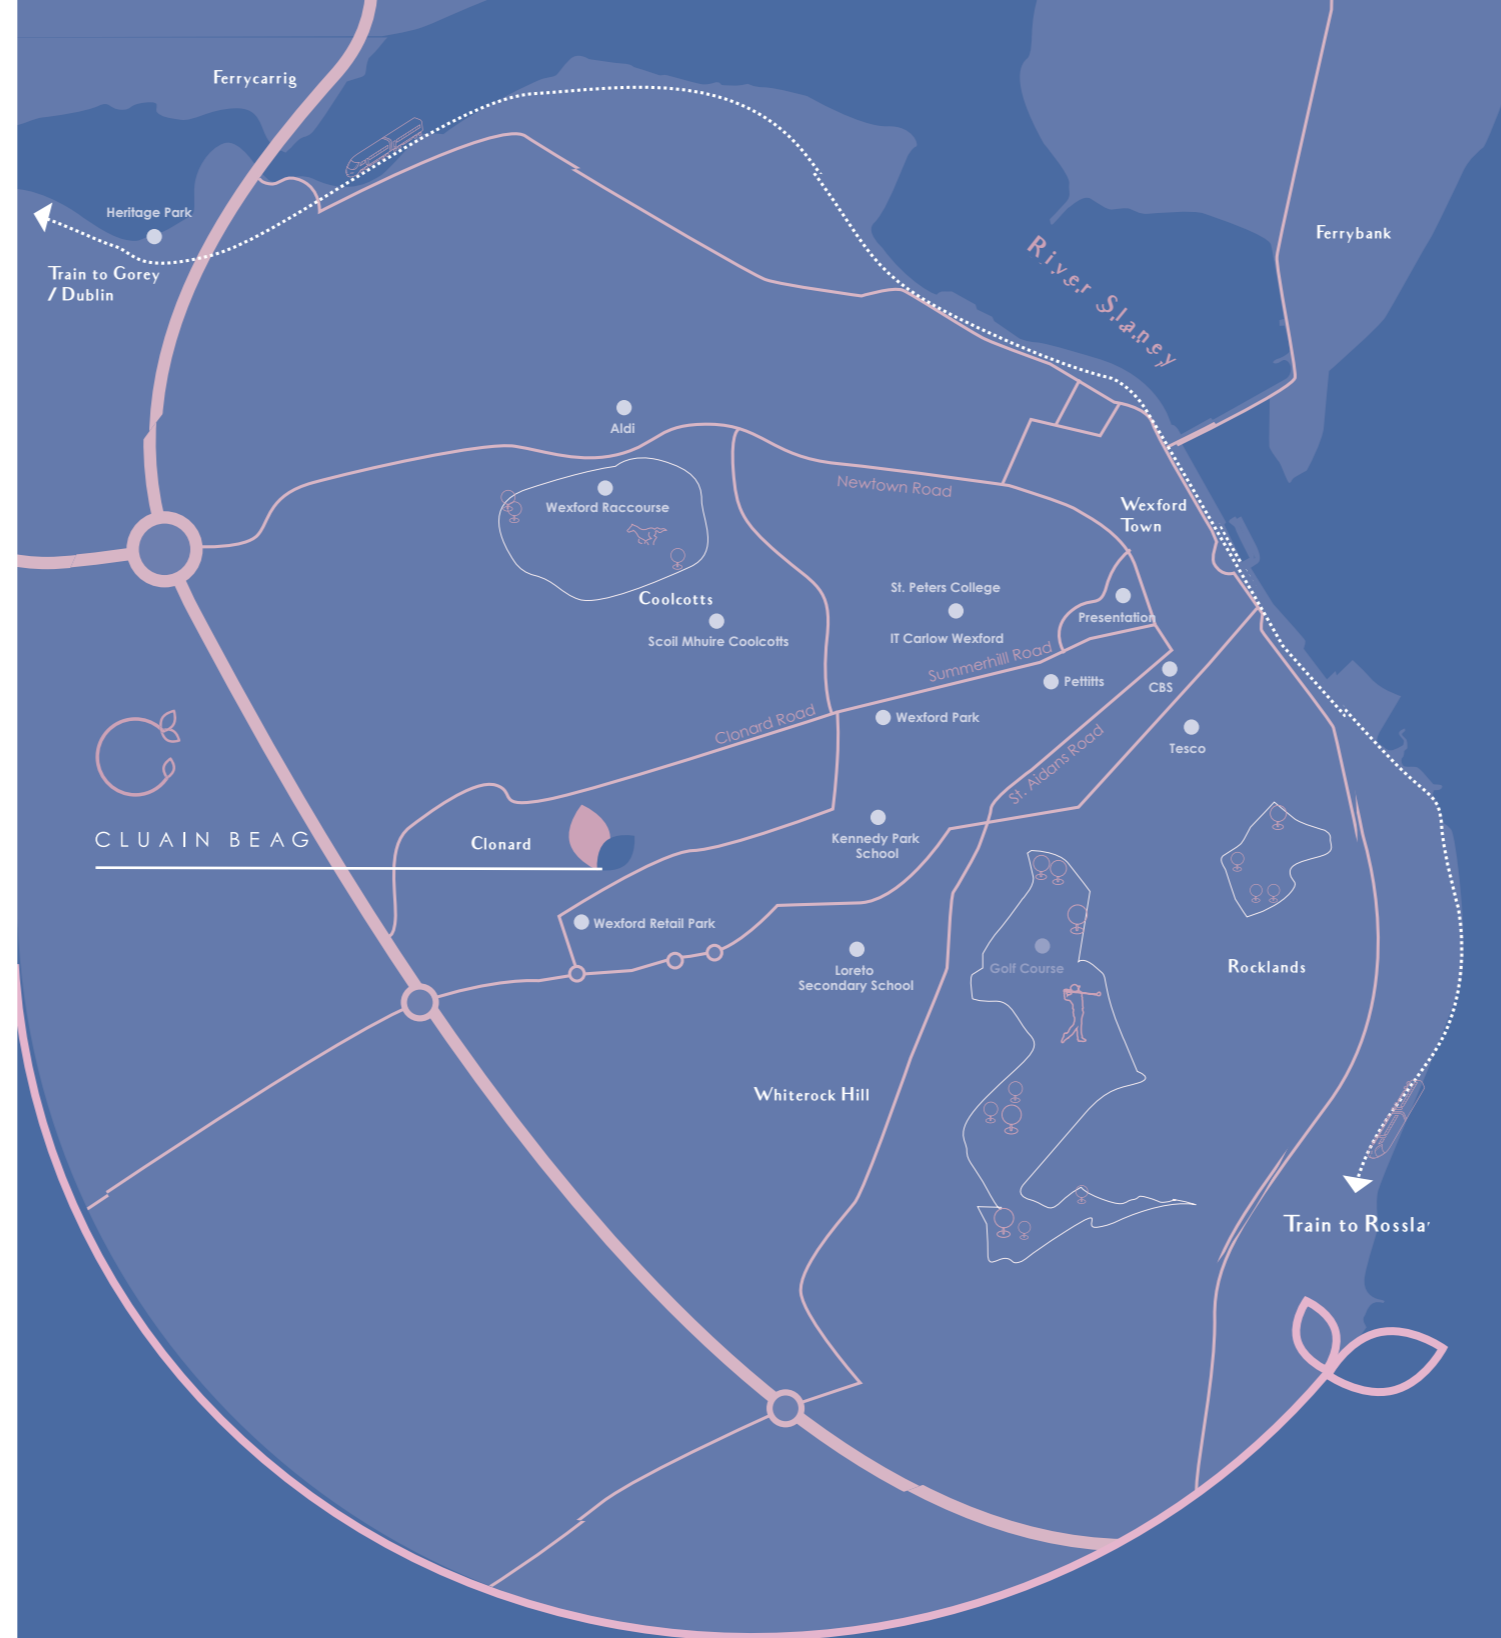 Ferrycarrig
Heritage Park
Train to Gorey
/ Dublin
River Slaney
Ferrybank
Aldi
Newtown Road
Wexford Raccourse
Wexford
Town
Coolcotts
Scoil Mhuire Coolcotts
St. Peters College
IT Carlow Wexford
Presentation
Summerhill Road
Pettitts
CBS
Clonard Road
Wexford Park
Tesco
St. Aidans Road
CLUAIN BEAG
Clonard
Kennedy Park
School
Wexford Retail Park
Loreto
Secondary School
Golf Course
Rocklands
Whiterock Hill
Train to Rossla